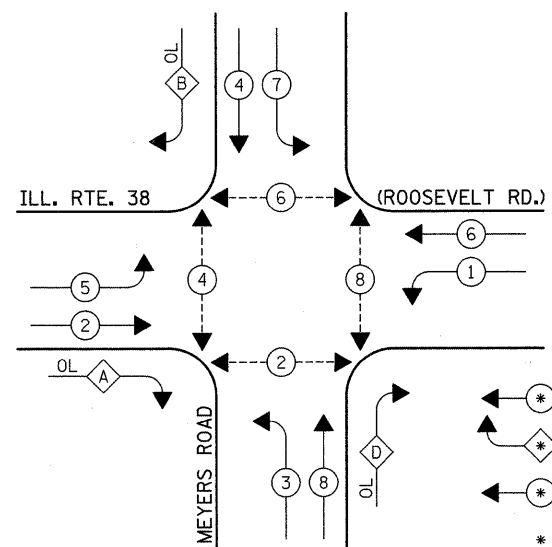 OL B 4 7
ILL. RTE. 38 6 (ROOSEVELT RD.)
6
4 8 1
5
2
OL A 2
*
MEYERS ROAD D *
3 8 OL *
*